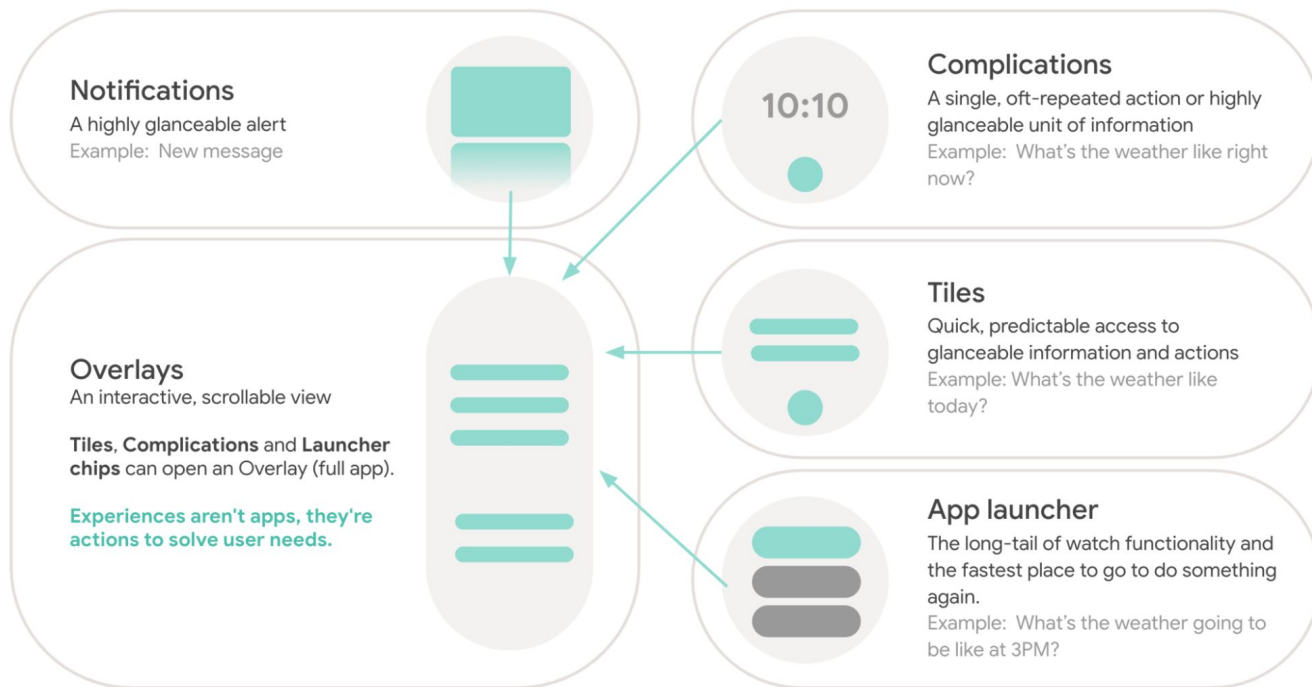 Notifications
A highly glanceable alert
Example: New message
10:10
Complications
A single, oft-repeated action or highly
glanceable unit of information
Example: What's the weather like right
now?
Overlays
An interactive, scrollable view
Tiles, Complications and Launcher
chips can open an Overlay (full app).
Experiences aren't apps, they're
actions to solve user needs.
Tiles
Quick, predictable access to
glanceable information and actions
Example: What's the weather like
today?
App launcher
The long-tail of watch functionality and
the fastest place to go to do something
again.
Example: What's the weather going to
be like at 3PM?